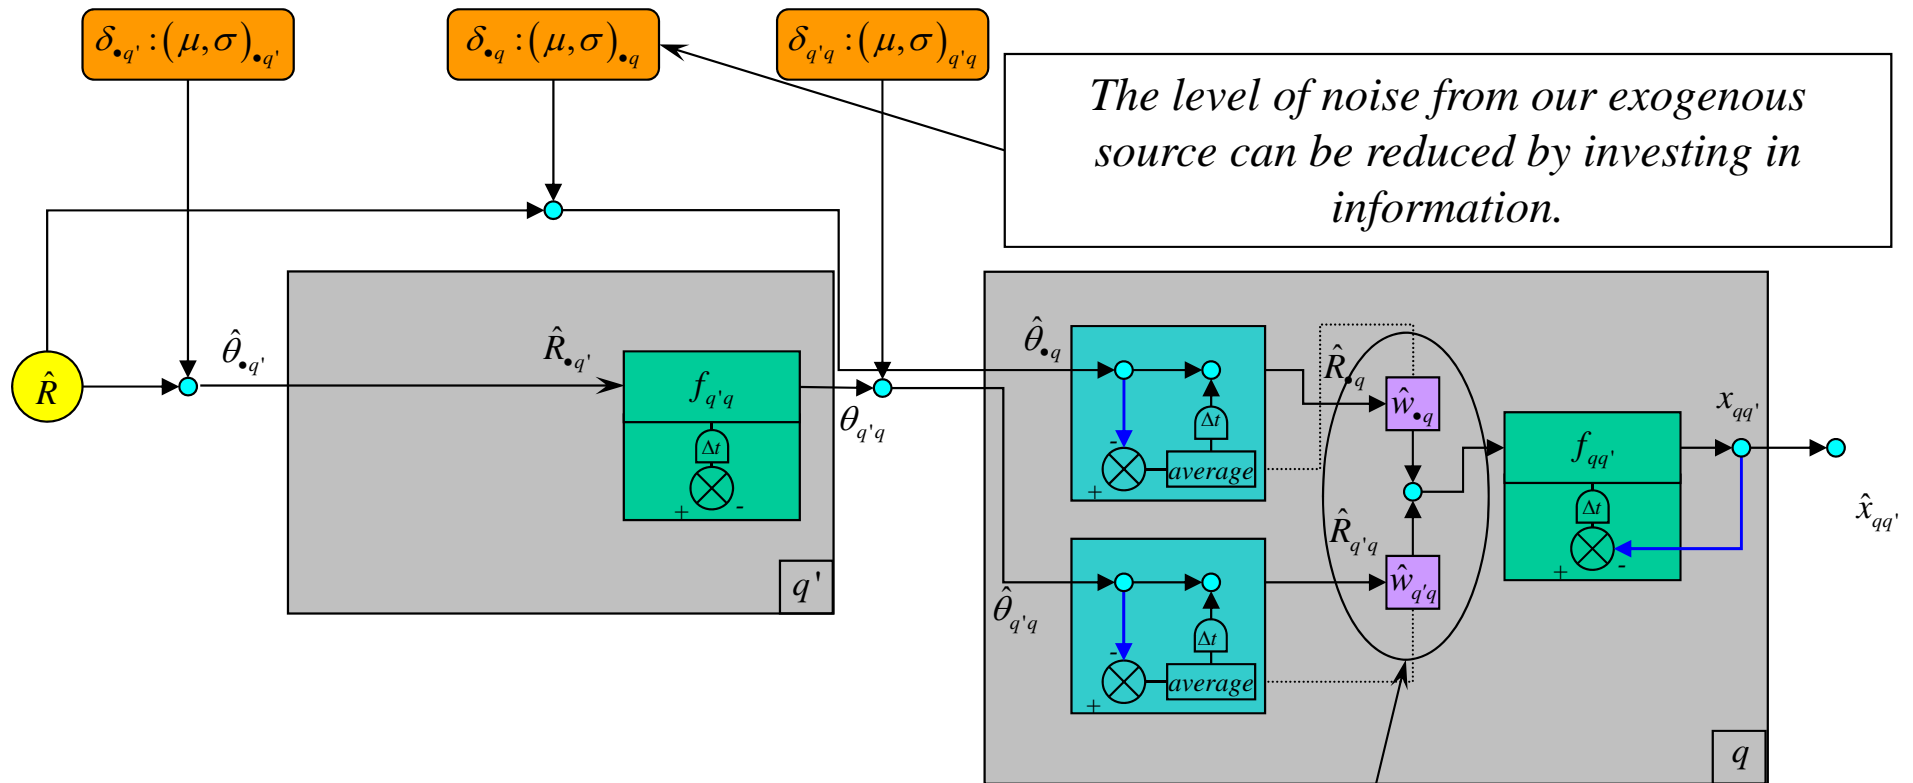 δ•q' : (μ,σ)•q'
δ•q : (μ,σ)•q
δq'q : (μ,σ)q'q
The level of noise from our exogenous
source can be reduced by investing in
information.
R̂
θ̂•q'
R̂•q'
fq'q
Δt
+ -
θq'q
q'
θ̂•q
Δt
-
+
average
θ̂q'q
Δt
-
+
average
R̂•q
ŵ•q
R̂q'q
ŵq'q
fqq'
Δt
+ -
xqq'
x̂qq'
q